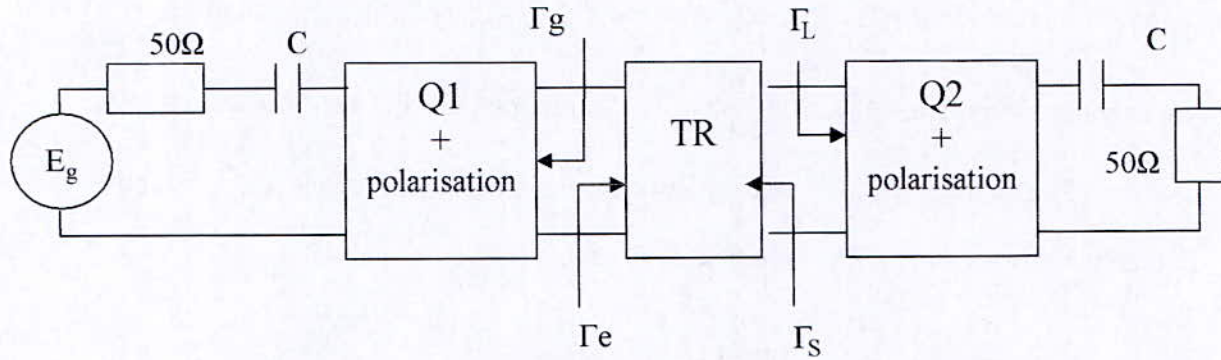 Γg
ΓL
50Ω
C
C
Q1
+
polarisation
TR
Q2
+
polarisation
Eg
50Ω
Γe
ΓS